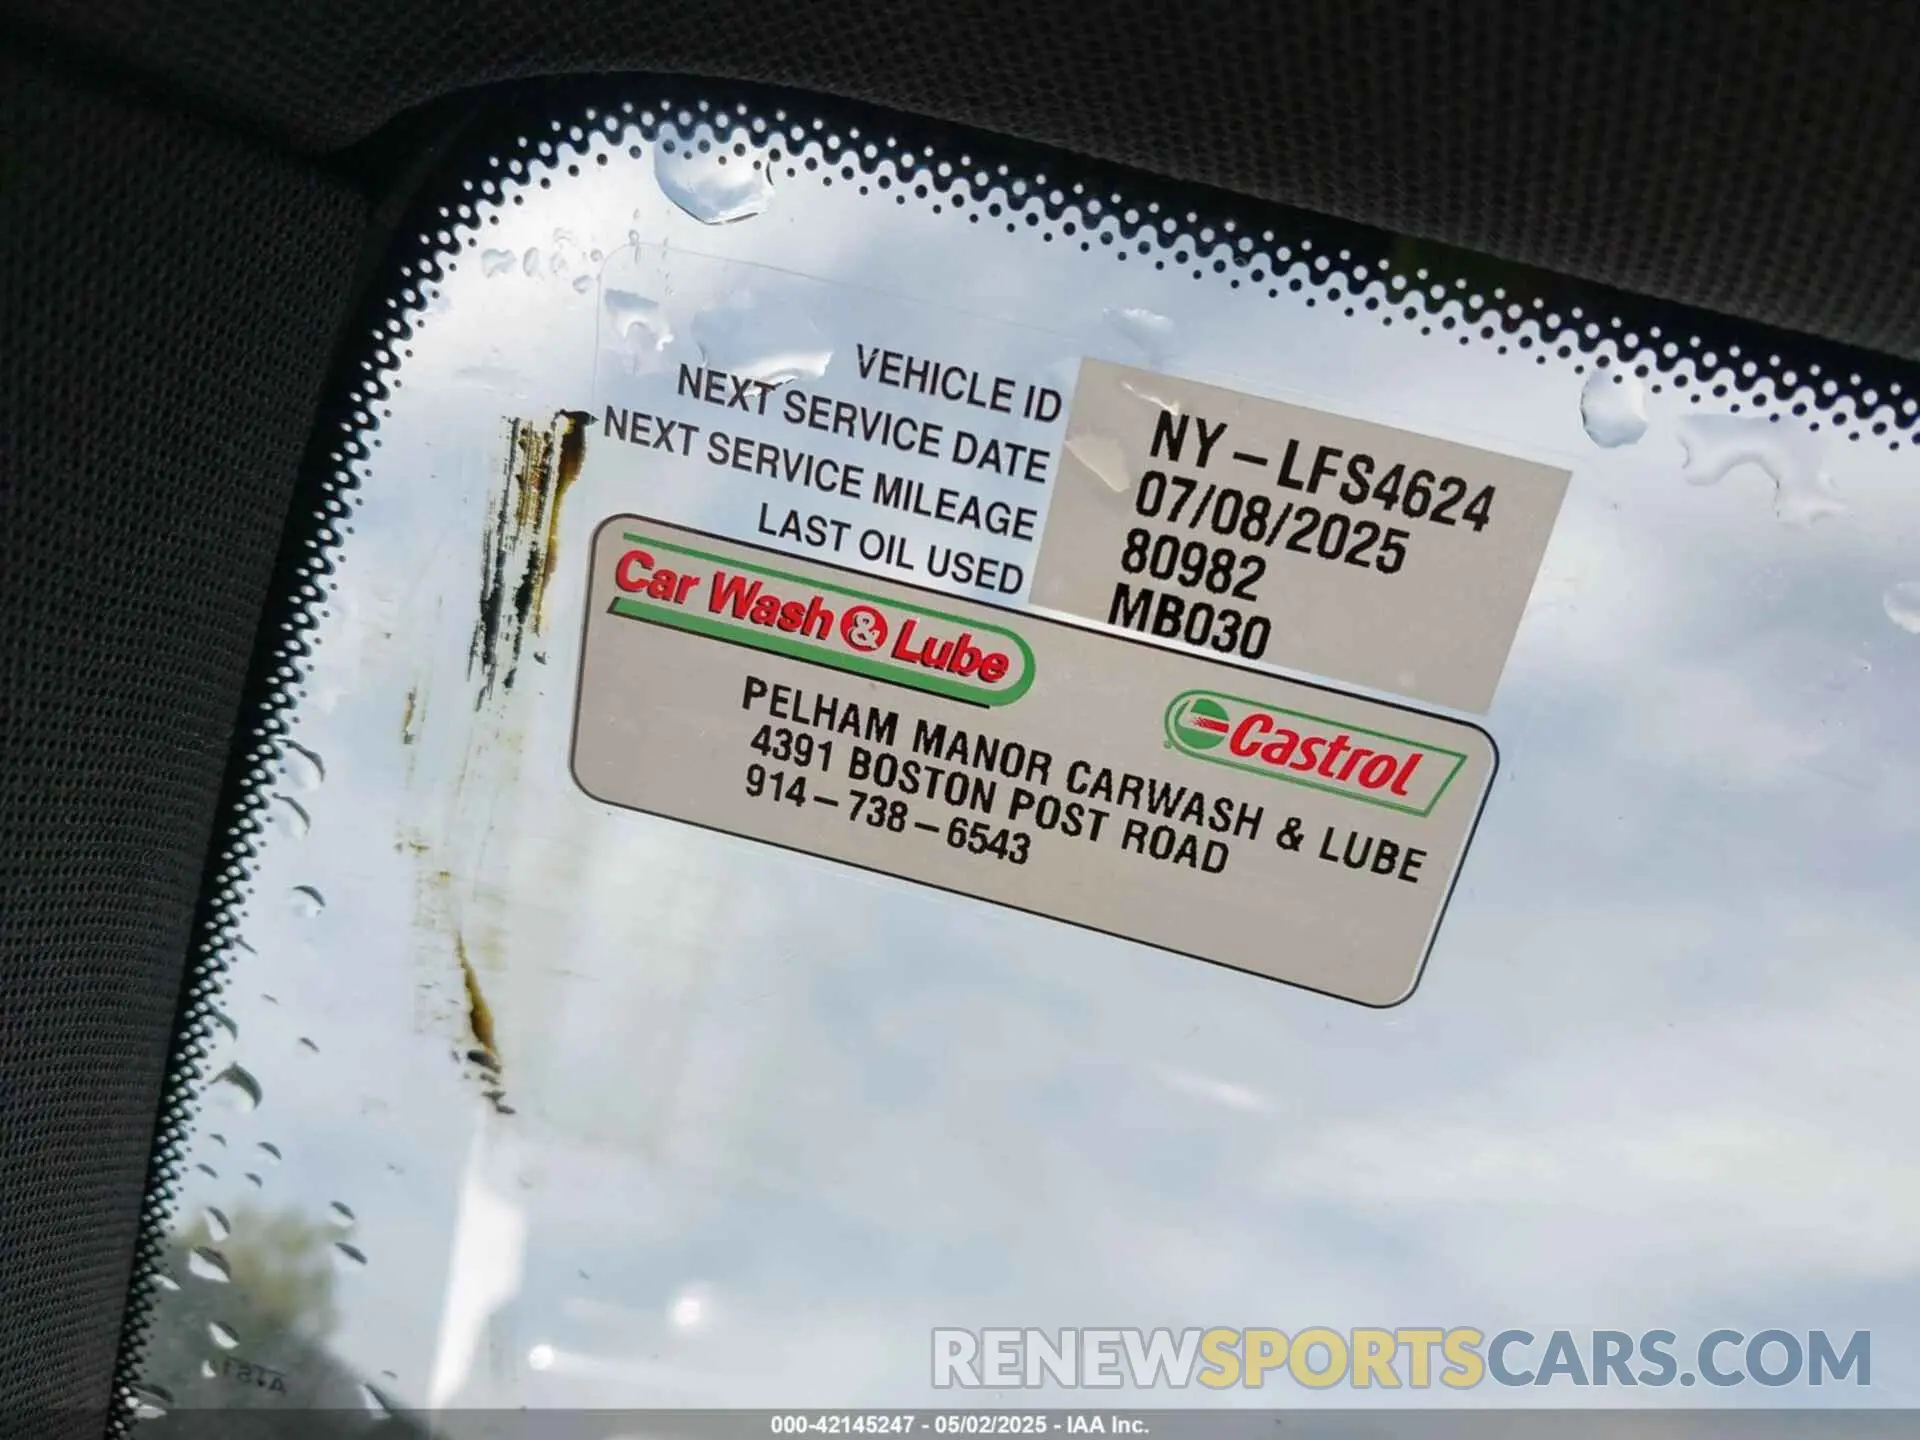 VEHICLE ID NY-LFS4624
NEXT SERVICE DATE 07/08/2025
NEXT SERVICE MILEAGE 80982
LAST OIL USED MB030
Car Wash & Lube
Castrol
PELHAM MANOR CARWASH & LUBE
4391 BOSTON POST ROAD
914-738-6543
RENEWSPORTSCARS.COM
000-42145247 - 05/02/2025 - IAA Inc.